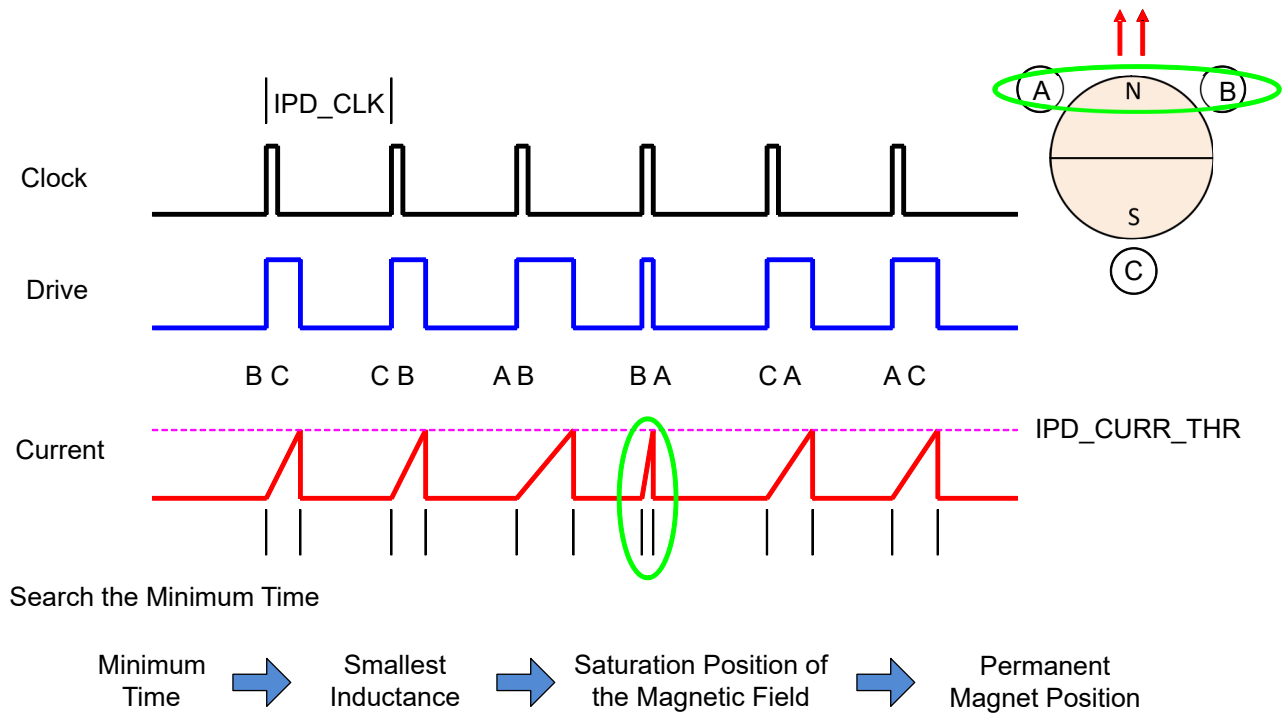 IPD_CLK
A
N
B
Clock
S
C
Drive
B C
C B
A B
B A
C A
A C
IPD_CURR_THR
Current
Search the Minimum Time
Minimum
Time
Smallest
Inductance
Saturation Position of
the Magnetic Field
Permanent
Magnet Position